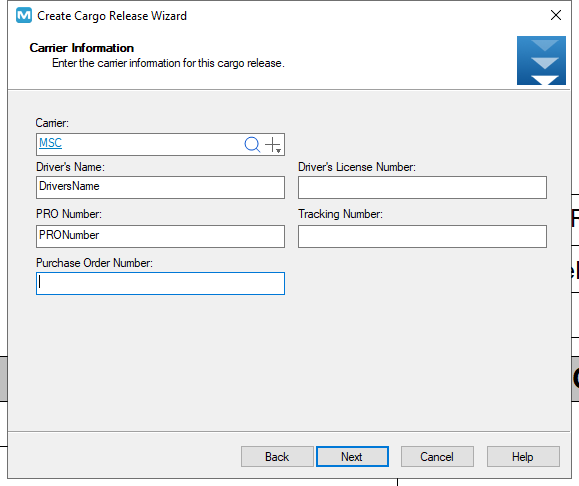 Create Cargo Release Wizard
Carrier Information
Enter the carrier information for this cargo release.
Carrier:
MSC
Driver's Name:
Driver's License Number:
DriversName
PRO Number:
Tracking Number:
PRONumber
Purchase Order Number:
Back
Next
Cancel
Help